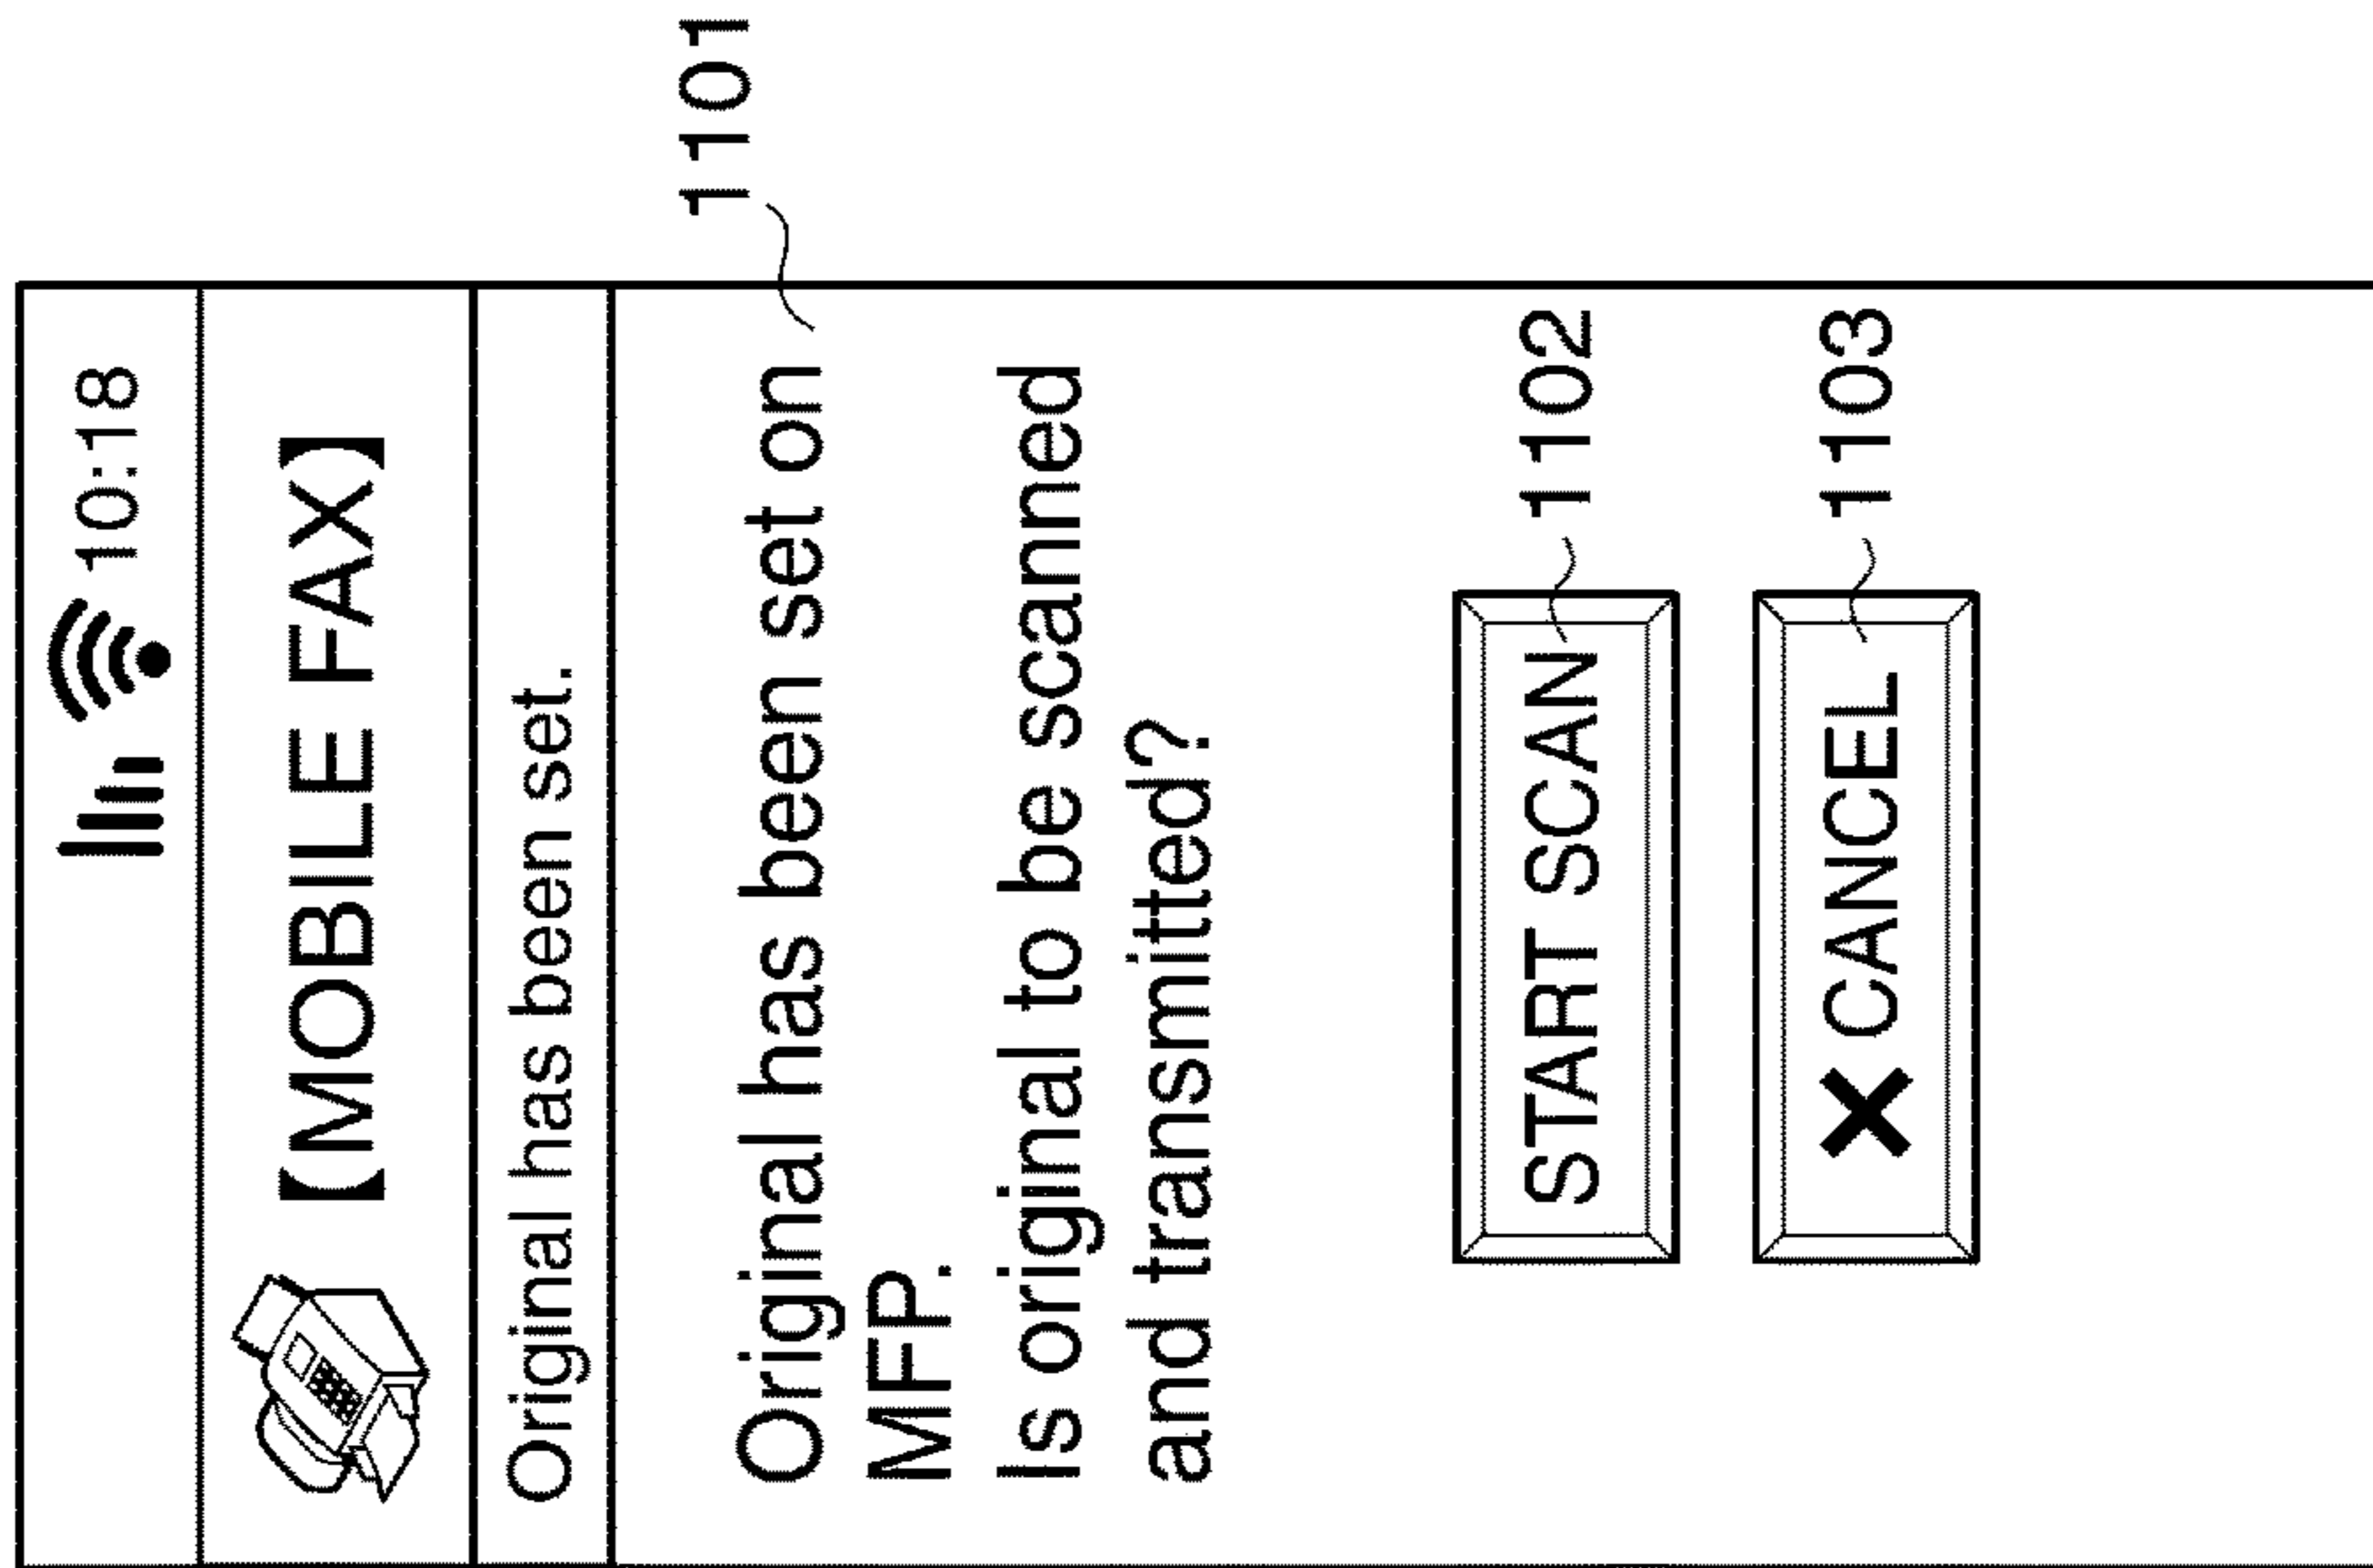 10:18
【MOBILE FAX】
Original has been set.
1101
Original has been set on
MFP.
Is original to be scanned
and transmitted?
START SCAN
1102
✕ CANCEL
1103